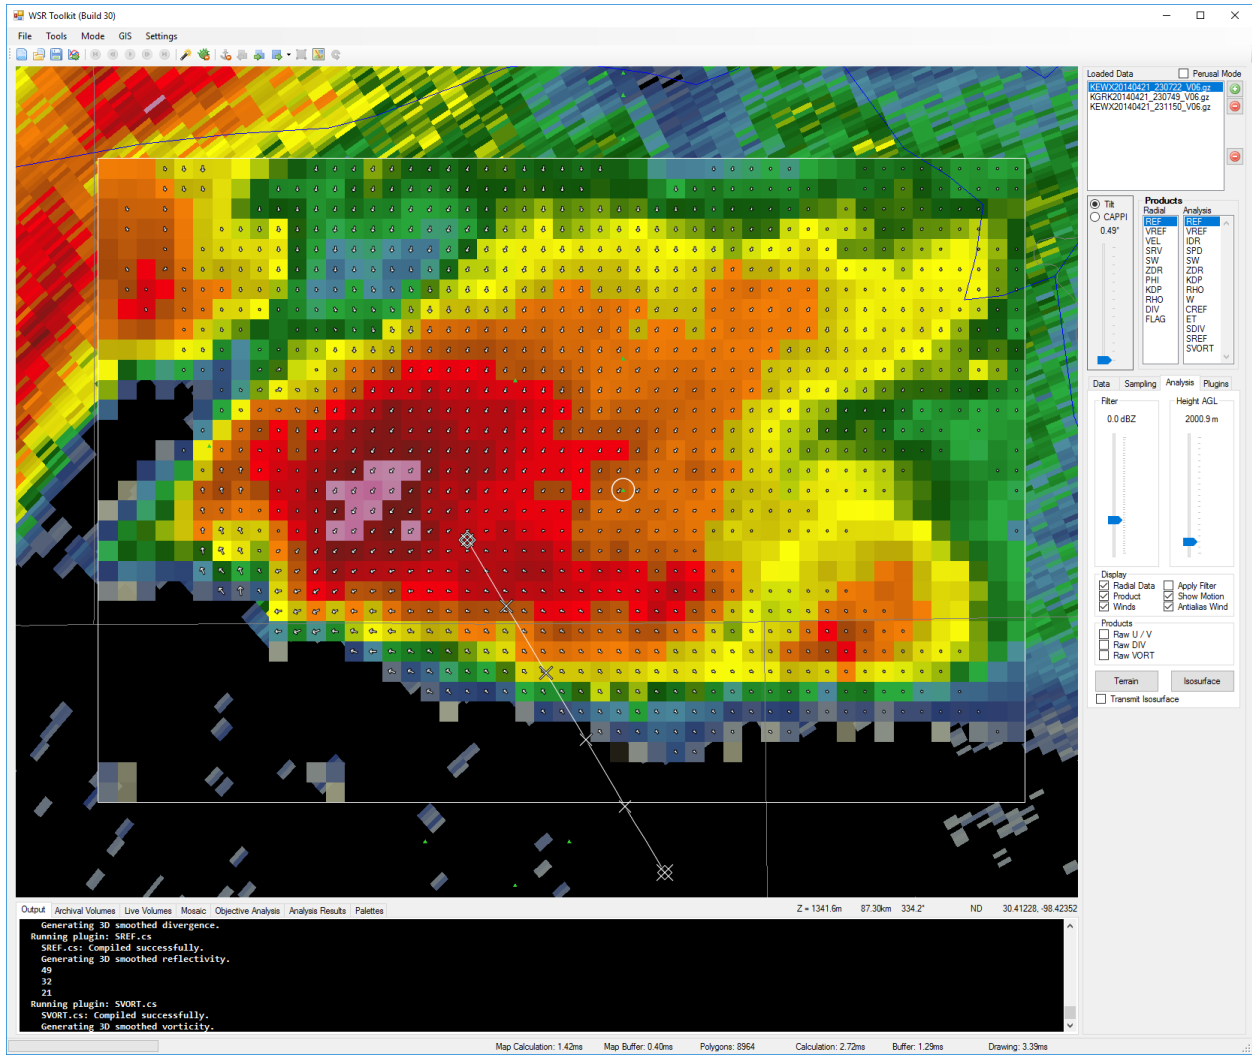 WSR Toolkit (Build 30)
File Tools Mode GIS Settings
Loaded Data Perusal Mode
KEWX20140421_230722_V06.gz
KGRK20140421_230749_V06.gz
KEWX20140421_231150_V06.gz
Tilt
CAPPI
0.49°
Products
Radial Analysis
REF REF
VREF VREF
VEL IDR
SRV SPD
SW SW
ZDR ZDR
PHI KDP
KDP RHO
RHO W
DIV CREF
FLAG ET
SDIV
SREF
SVORT
Data Sampling Analysis Plugins
Filter Height AGL
0.0 dBZ 2000.9 m
Display
Radial Data Apply Filter
Product Show Motion
Winds Antialias Wind
Products
Raw U / V
Raw DIV
Raw VORT
Terrain Isosurface
Transmit Isosurface
Output Archival Volumes Live Volumes Mosaic Objective Analysis Analysis Results Palettes Z = 1341.6m 87.30km 334.2° ND 30.41228, -98.42352
Generating 3D smoothed divergence.
Running plugin: SREF.cs
SREF.cs: Compiled successfully.
Generating 3D smoothed reflectivity.
49
32
21
Running plugin: SVORT.cs
SVORT.cs: Compiled successfully.
Generating 3D smoothed vorticity.
Map Calculation: 1.42ms Map Buffer: 0.40ms Polygons: 8964 Calculation: 2.72ms Buffer: 1.29ms Drawing: 3.39ms